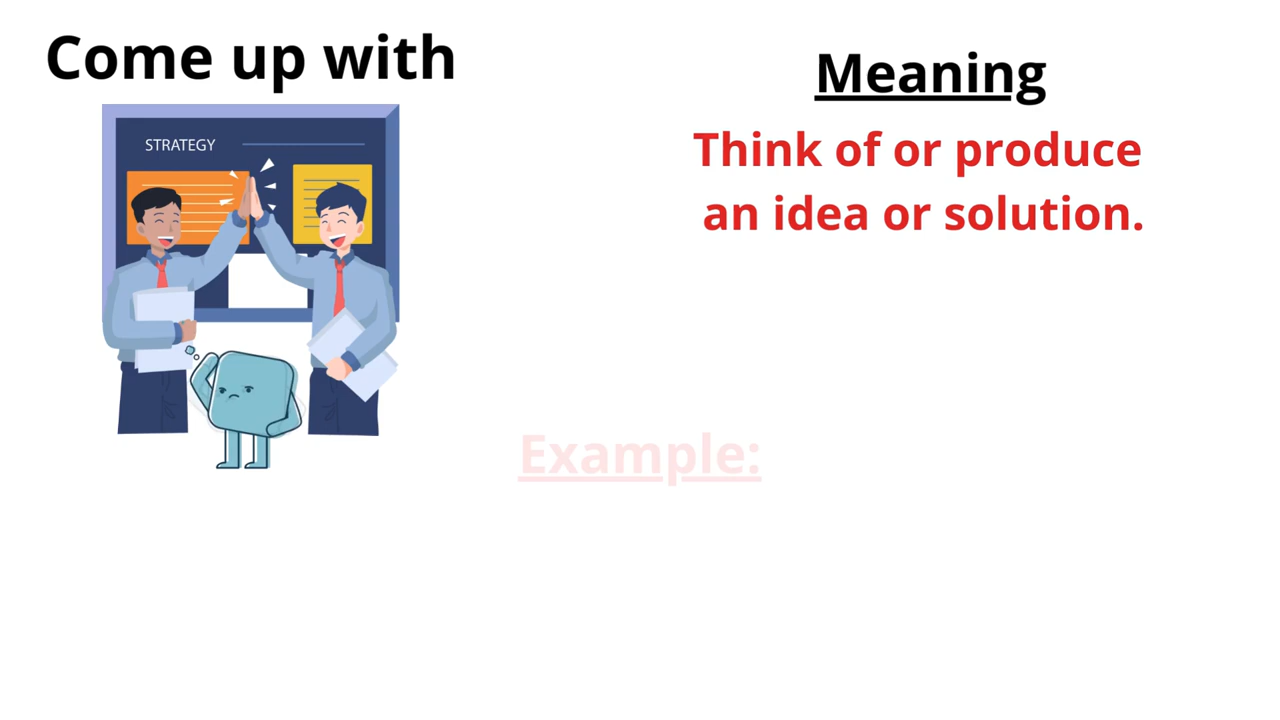 Come up with
STRATEGY
Meaning
Think of or produce
an idea or solution.
Example: